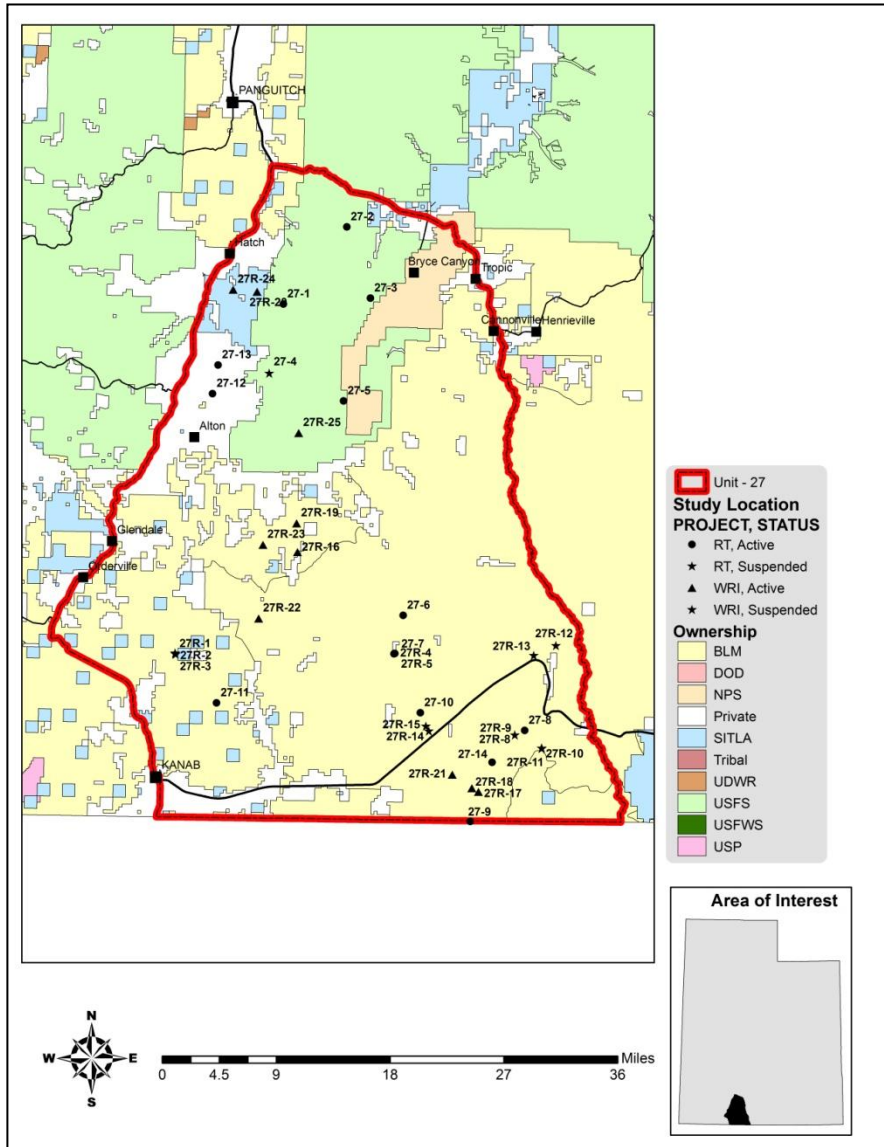 PANGUITCH
27-2
Hatch
Bryce Canyon
Tropic
27R-24
27R-20
27-1
27-3
Cannonville
Henrieville
27-13
27-4
27-12
27-5
Alton
27R-25
27R-19
Glendale
27R-23
27R-16
Orderville
27-6
27R-22
27R-1
27R-2
27R-3
27-7
27R-4
27R-5
27R-13
27R-12
27-11
27-10
27R-15
27R-14
27R-9
27R-8
27-8
27-14
27R-11
27R-10
KANAB
27R-21
27R-18
27R-17
27-9
Unit - 27
Study Location
PROJECT, STATUS
RT, Active
RT, Suspended
WRI, Active
WRI, Suspended
Ownership
BLM
DOD
NPS
Private
SITLA
Tribal
UDWR
USFS
USFWS
USP
Area of Interest
N
W
E
S
Miles
0 4.5 9 18 27 36